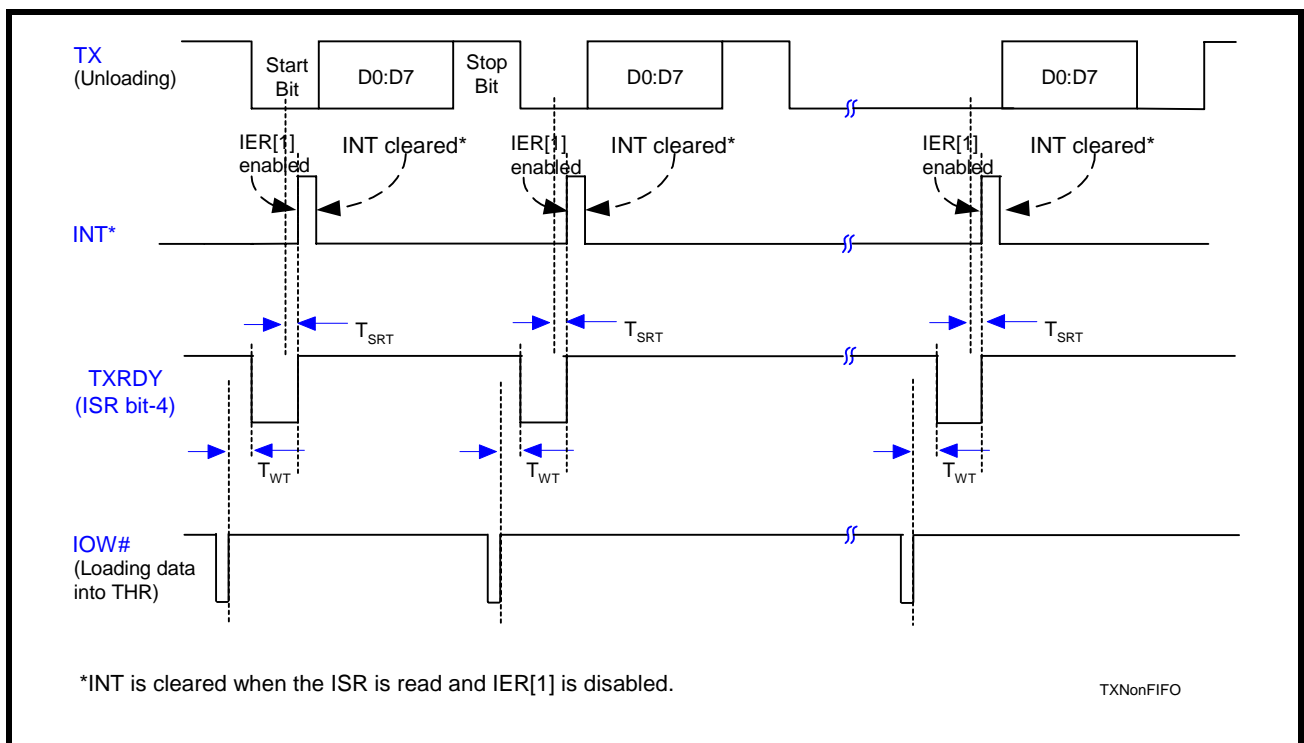 TX
(Unloading)
Start
Bit
D0:D7
Stop
Bit
D0:D7
D0:D7
IER[1]
enabled
INT cleared*
IER[1]
enabled
INT cleared*
IER[1]
enabled
INT cleared*
INT*
TSRT
TSRT
TSRT
TXRDY
(ISR bit-4)
TWT
TWT
TWT
IOW#
(Loading data
into THR)
*INT is cleared when the ISR is read and IER[1] is disabled.
TXNonFIFO